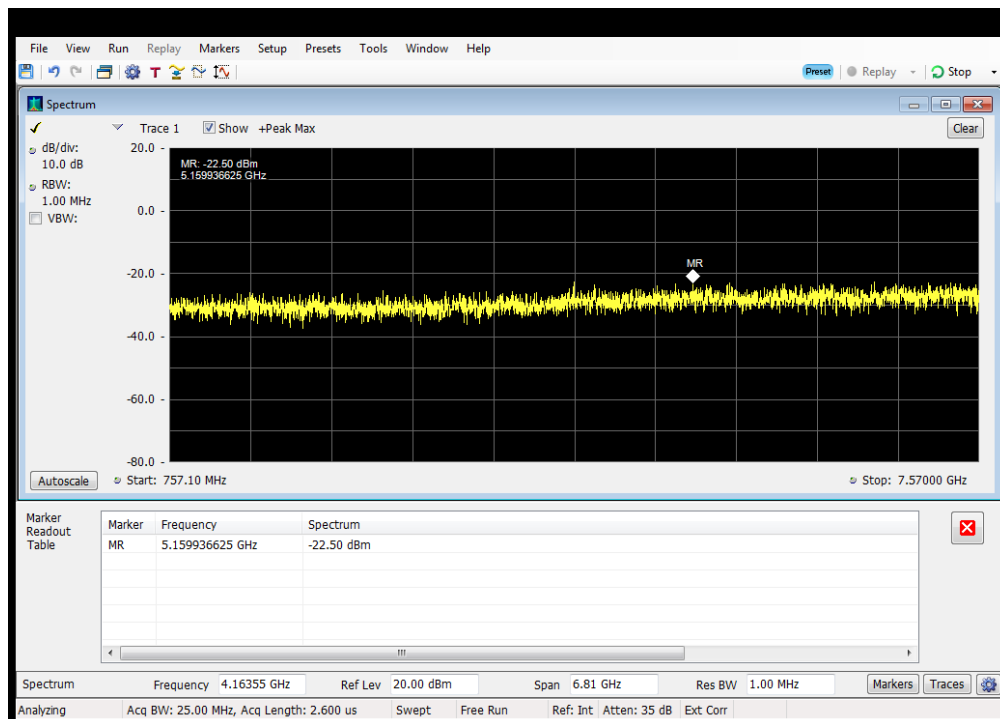 File View Run Replay Markers Setup Presets Tools Window Help
T Preset Replay Stop
Spectrum
Trace 1 Show +Peak Max Clear
dB/div:
10.0 dB
RBW:
1.00 MHz
VBW:
20.0
0.0
-20.0
-40.0
-60.0
-80.0
MR: -22.50 dBm
5.159936625 GHz
MR
Autoscale Start: 757.10 MHz Stop: 7.57000 GHz
Marker
Readout
Table
Marker Frequency Spectrum
MR 5.159936625 GHz -22.50 dBm
Spectrum Frequency 4.16355 GHz Ref Lev 20.00 dBm Span 6.81 GHz Res BW 1.00 MHz Markers Traces
Analyzing Acq BW: 25.00 MHz, Acq Length: 2.600 us Swept Free Run Ref: Int Atten: 35 dB Ext Corr